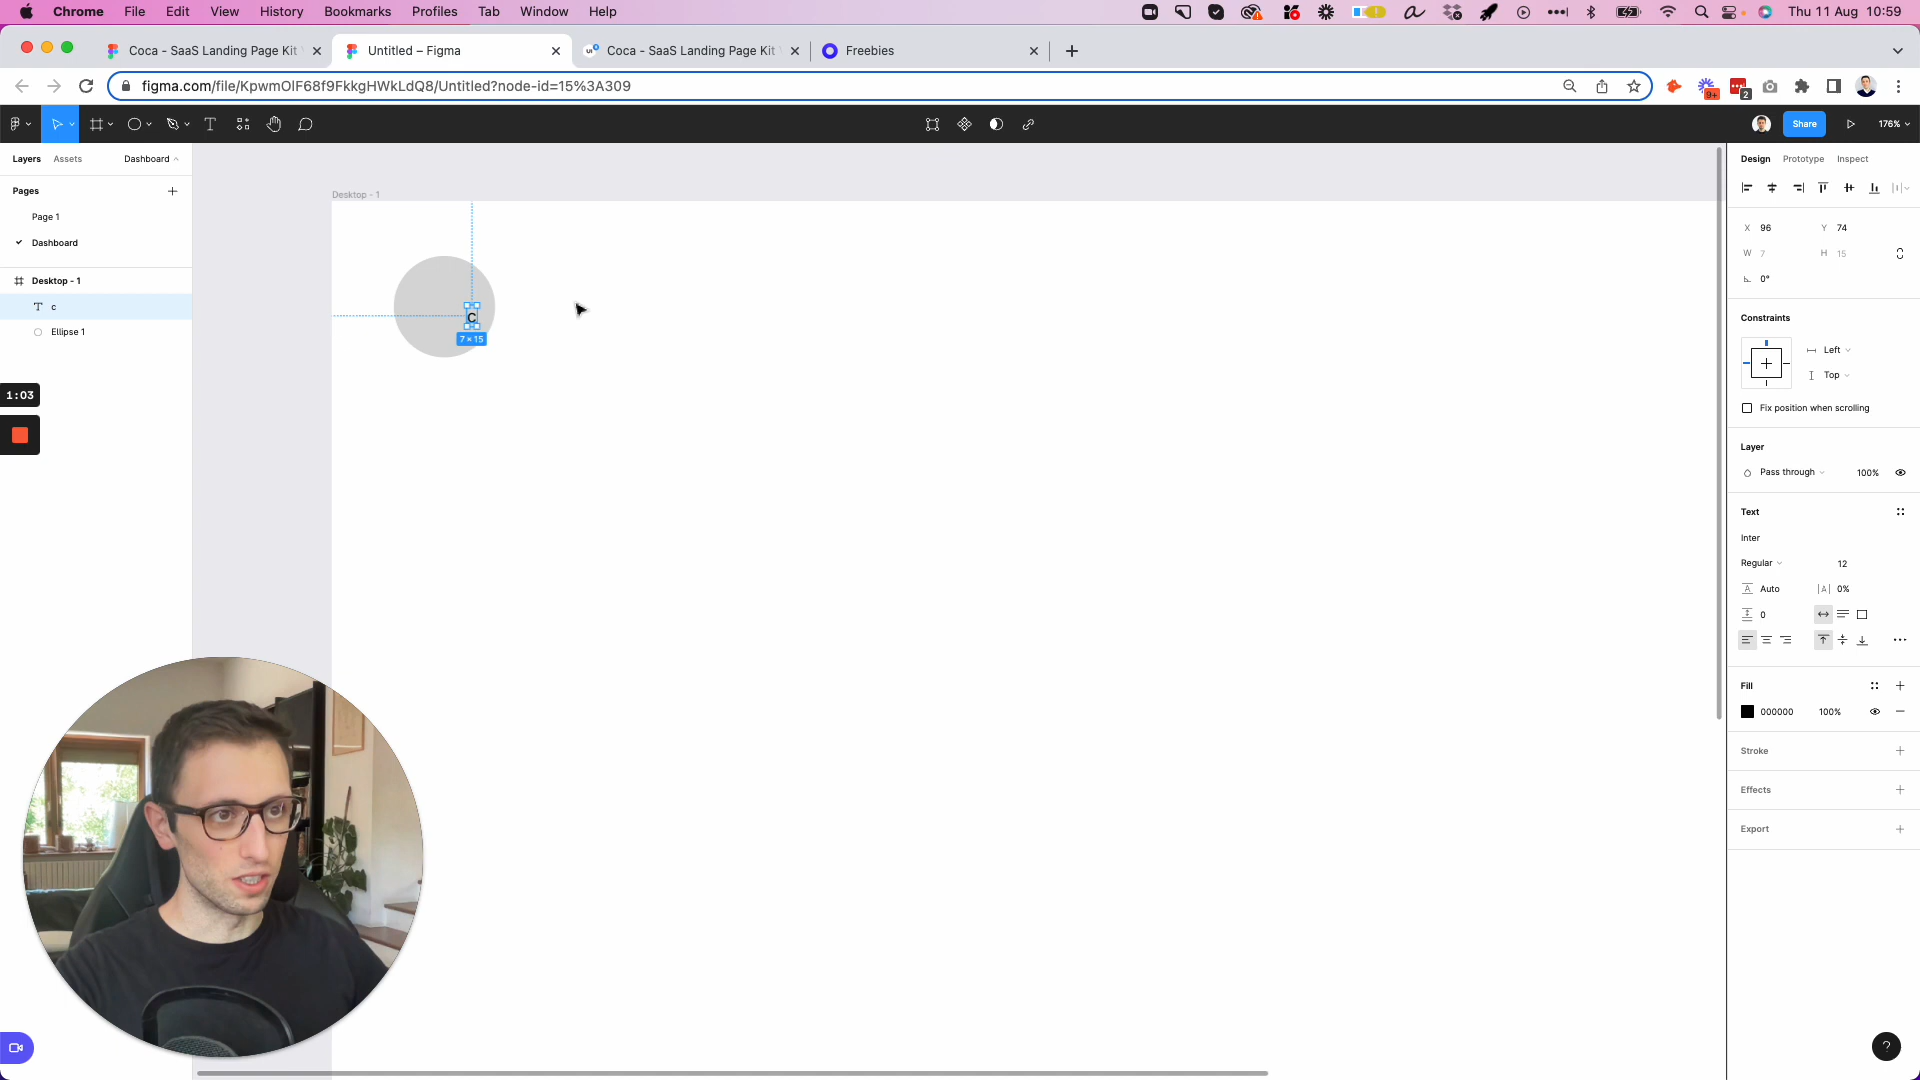 Chrome File Edit View History Bookmarks Profiles Tab Window Help
Thu 11 Aug 10:59
Coca - SaaS Landing Page Kit
Untitled – Figma
Coca - SaaS Landing Page Kit
Freebies
figma.com/file/KpwmOlF68f9FkkgHWkLdQ8/Untitled?node-id=15%3A309
9+
2
Share
176%
Layers Assets Dashboard
Pages
Page 1
Dashboard
Desktop - 1
c
Ellipse 1
Desktop - 1
c
7 × 15
1:03
Design Prototype Inspect
X 96 Y 74
W 7 H 15
0°
Constraints
Left
Top
Fix position when scrolling
Layer
Pass through 100%
Text
Inter
Regular 12
Auto 0%
0
Fill
000000 100%
Stroke
Effects
Export
?